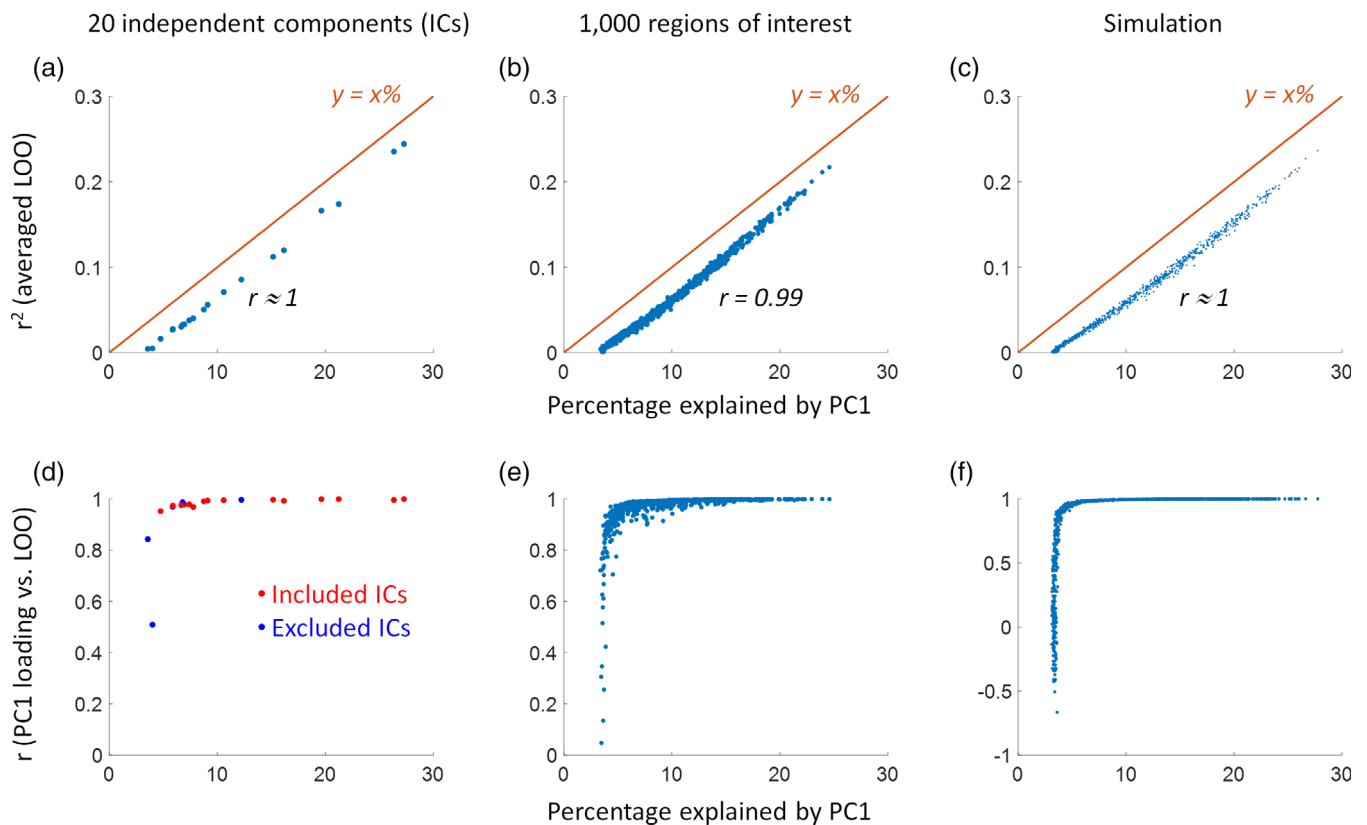 20 independent components (ICs)
1,000 regions of interest
Simulation
(a)
(b)
(c)
r² (averaged LOO)
0.3
0.2
0.1
0
y = x%
r ≈ 1
0 10 20 30
0.3
0.2
0.1
0
y = x%
r = 0.99
0 10 20 30
0.3
0.2
0.1
0
y = x%
r ≈ 1
0 10 20 30
Percentage explained by PC1
(d)
(e)
(f)
r (PC1 loading vs. LOO)
1
0.8
0.6
0.4
0.2
0
Included ICs
Excluded ICs
0 10 20 30
1
0.8
0.6
0.4
0.2
0
0 10 20 30
1
0.5
0
-0.5
-1
0 10 20 30
Percentage explained by PC1